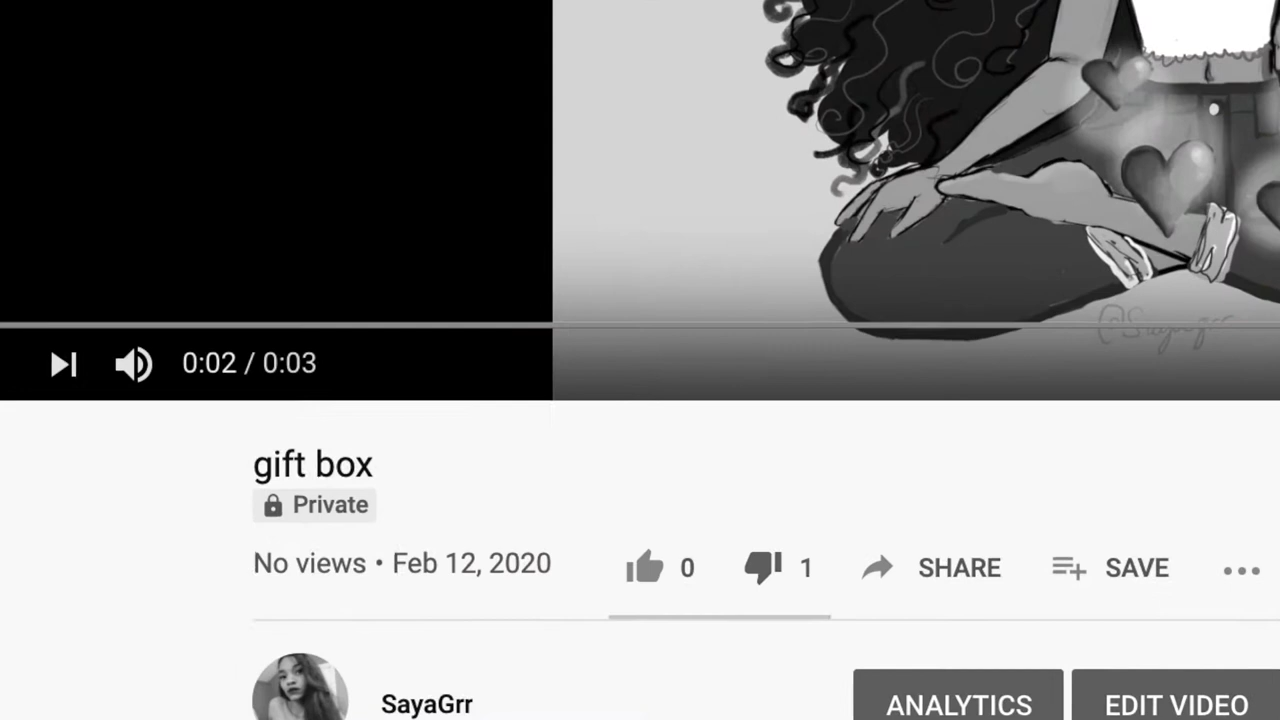 @Sayagrr
0:02 / 0:03
gift box
Private
No views • Feb 12, 2020
0 1 SHARE SAVE
SayaGrr
ANALYTICS EDIT VIDEO